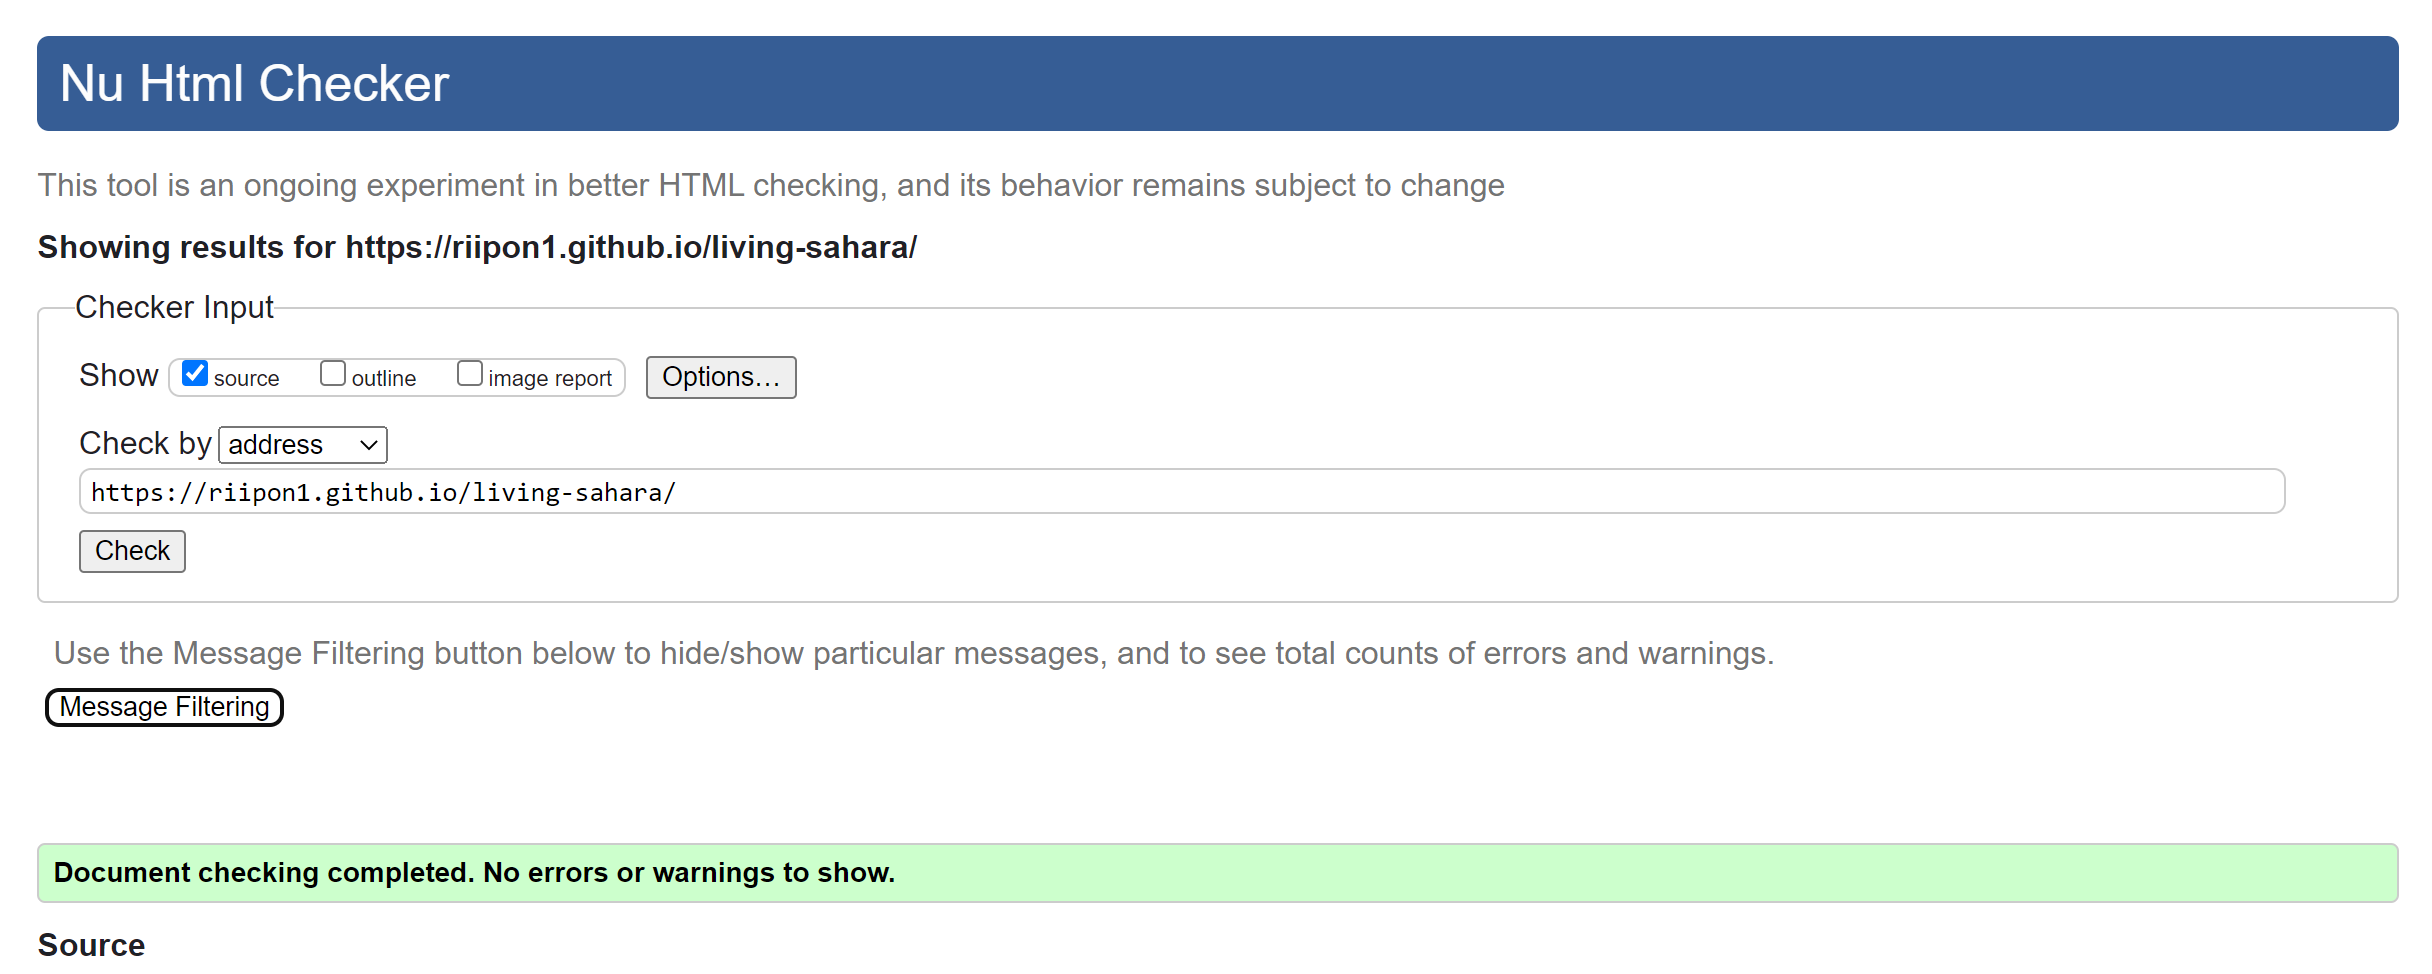 Nu Html Checker
This tool is an ongoing experiment in better HTML checking, and its behavior remains subject to change
Showing results for https://riipon1.github.io/living-sahara/
Checker Input
Show source outline image report Options...
Check by address
https://riipon1.github.io/living-sahara/
Check
Use the Message Filtering button below to hide/show particular messages, and to see total counts of errors and warnings.
Message Filtering
Document checking completed. No errors or warnings to show.
Source